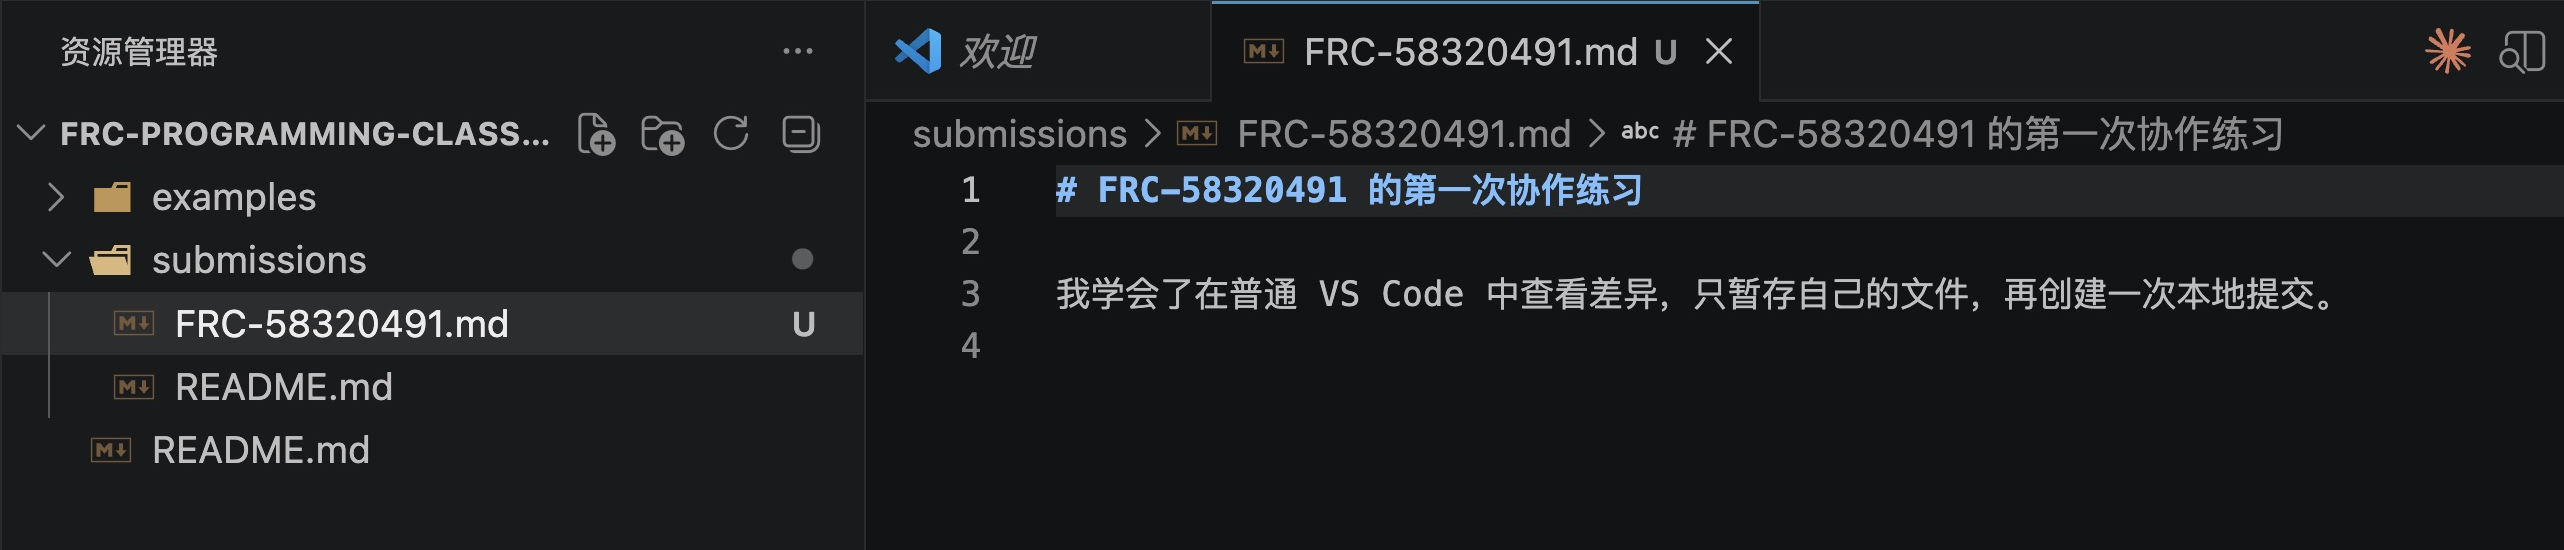 资源管理器
FRC-PROGRAMMING-CLASS...
examples
submissions
FRC-58320491.md U
README.md
README.md
欢迎
FRC-58320491.md U
submissions > FRC-58320491.md > abc # FRC-58320491 的第一次协作练习
1 # FRC-58320491 的第一次协作练习
2
3 我学会了在普通 VS Code 中查看差异，只暂存自己的文件，再创建一次本地提交。
4